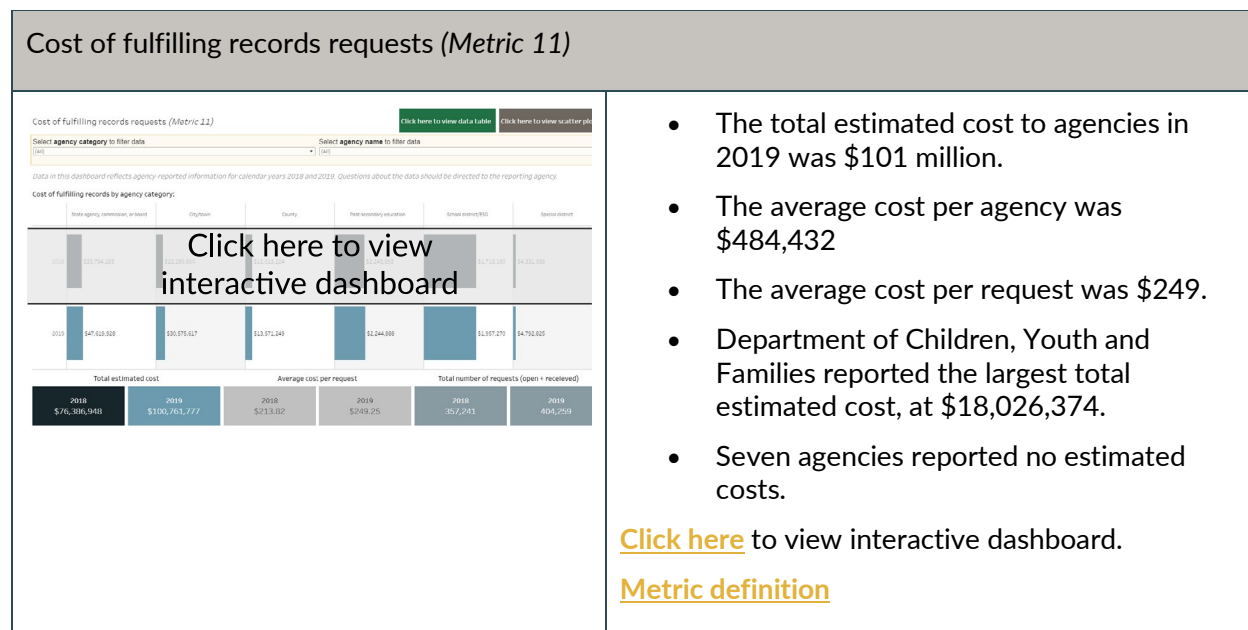 Cost of fulfilling records requests (Metric 11)
Cost of fulfilling records requests (Metric 11)
Click here to view data table
Click here to view scatter plo
Select agency category to filter data
Select agency name to filter data
(All)
(All)
Data in this dashboard reflects agency-reported information for calendar years 2018 and 2019. Questions about the data should be directed to the reporting agency.
Cost of fulfilling records by agency category:
State agency, commission, or board
City/town
County
Post-secondary education
School district/ESD
Special district
2018
Click here to view
interactive dashboard
2019
$47,619,928
$30,575,617
$13,571,249
$2,244,888
$1,957,270
$4,792,825
Total estimated cost
Average cost per request
Total number of requests (open + receleved)
2018
2019
2018
2019
2018
2019
$76,386,948
$100,761,777
$213.82
$249.25
357,241
404,259
• The total estimated cost to agencies in
2019 was $101 million.
• The average cost per agency was
$484,432
• The average cost per request was $249.
• Department of Children, Youth and
Families reported the largest total
estimated cost, at $18,026,374.
• Seven agencies reported no estimated
costs.
Click here to view interactive dashboard.
Metric definition